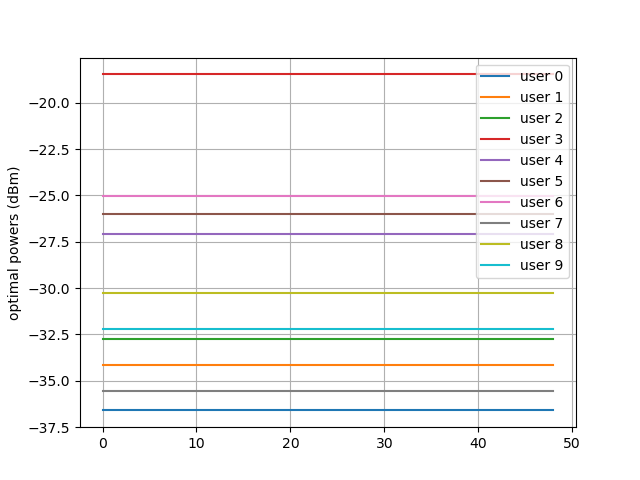 optimal powers (dBm)
−20.0
−22.5
−25.0
−27.5
−30.0
−32.5
−35.0
−37.5
0
10
20
30
40
50
user 0
user 1
user 2
user 3
user 4
user 5
user 6
user 7
user 8
user 9